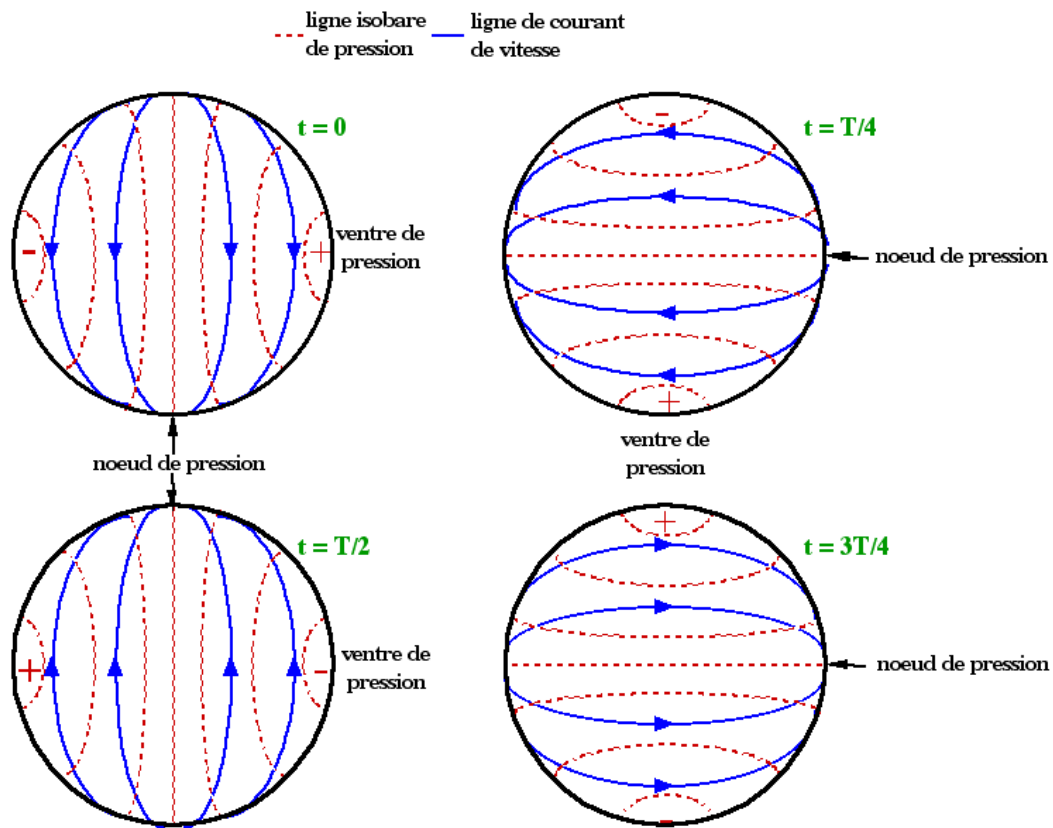 ligne isobare
de pression
ligne de courant
de vitesse
t = 0
-
+
ventre de
pression
t = T/4
-
+
noeud de pression
ventre de
pression
noeud de pression
t = T/2
+
-
ventre de
pression
t = 3T/4
+
-
noeud de pression